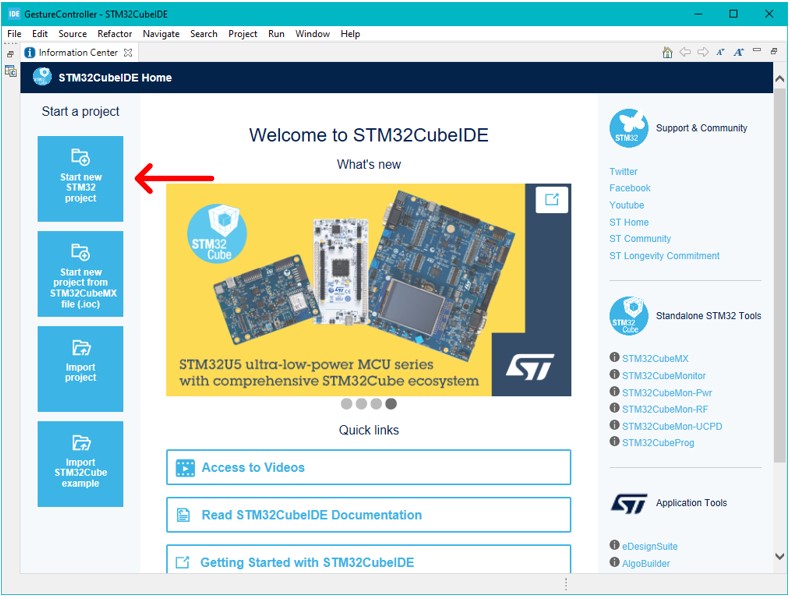 IDE GestureController - STM32CubeIDE
File Edit Source Refactor Navigate Search Project Run Window Help
Information Center
STM32CubeIDE Home
Start a project
Start new
STM32
project
Start new
project from
STM32CubeMX
file (.ioc)
Import
project
Import
STM32Cube
example
Welcome to STM32CubeIDE
What's new
STM32
Cube
STM32U5 ultra-low-power MCU series
with comprehensive STM32Cube ecosystem
Quick links
Access to Videos
Read STM32CubeIDE Documentation
Getting Started with STM32CubeIDE
STM32
Support & Community
Twitter
Facebook
Youtube
ST Home
ST Community
ST Longevity Commitment
STM32
Cube
Standalone STM32 Tools
STM32CubeMX
STM32CubeMonitor
STM32CubeMon-Pwr
STM32CubeMon-RF
STM32CubeMon-UCPD
STM32CubeProg
Application Tools
eDesignSuite
AlgoBuilder